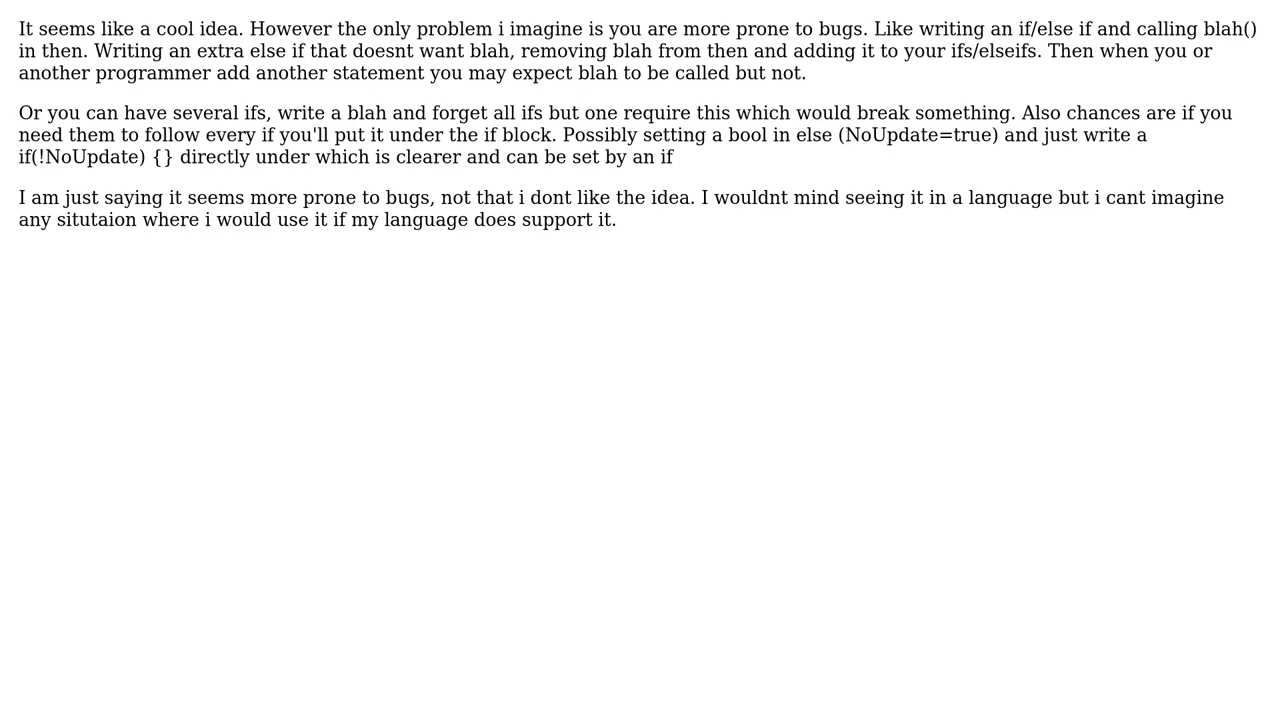 It seems like a cool idea. However the only problem i imagine is you are more prone to bugs. Like writing an if/else if and calling blah()
in then. Writing an extra else if that doesnt want blah, removing blah from then and adding it to your ifs/elseifs. Then when you or
another programmer add another statement you may expect blah to be called but not.
Or you can have several ifs, write a blah and forget all ifs but one require this which would break something. Also chances are if you
need them to follow every if you'll put it under the if block. Possibly setting a bool in else (NoUpdate=true) and just write a
if(!NoUpdate) {} directly under which is clearer and can be set by an if
I am just saying it seems more prone to bugs, not that i dont like the idea. I wouldnt mind seeing it in a language but i cant imagine
any situtaion where i would use it if my language does support it.